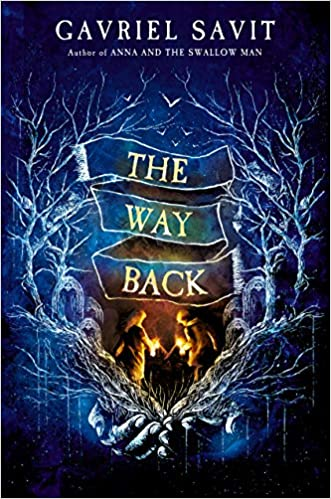 GAVRIEL SAVIT
Author of ANNA AND THE SWALLOW MAN
THE
WAY
BACK